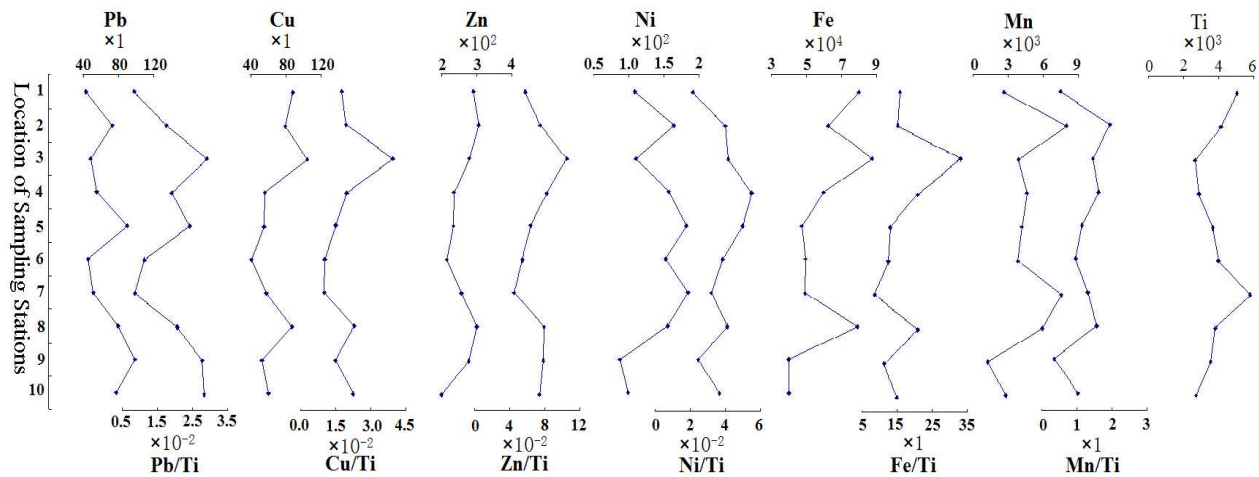 Pb Cu Zn Ni Fe Mn Ti
×1 ×1 ×10² ×10² ×10⁴ ×10³ ×10³
40 80 120 40 80 120 2 3 4 0.5 1.0 1.5 2 3 5 7 9 0 3 6 9 0 2 4 6
Location of Sampling Stations
1
2
3
4
5
6
7
8
9
10
0.5 1.5 2.5 3.5 0.0 1.5 3.0 4.5 0 4 8 12 0 2 4 6 5 15 25 35 0 2 4 6
×10⁻² ×10⁻² ×10⁻² ×10⁻² ×1 ×1
Pb/Ti Cu/Ti Zn/Ti Ni/Ti Fe/Ti Mn/Ti